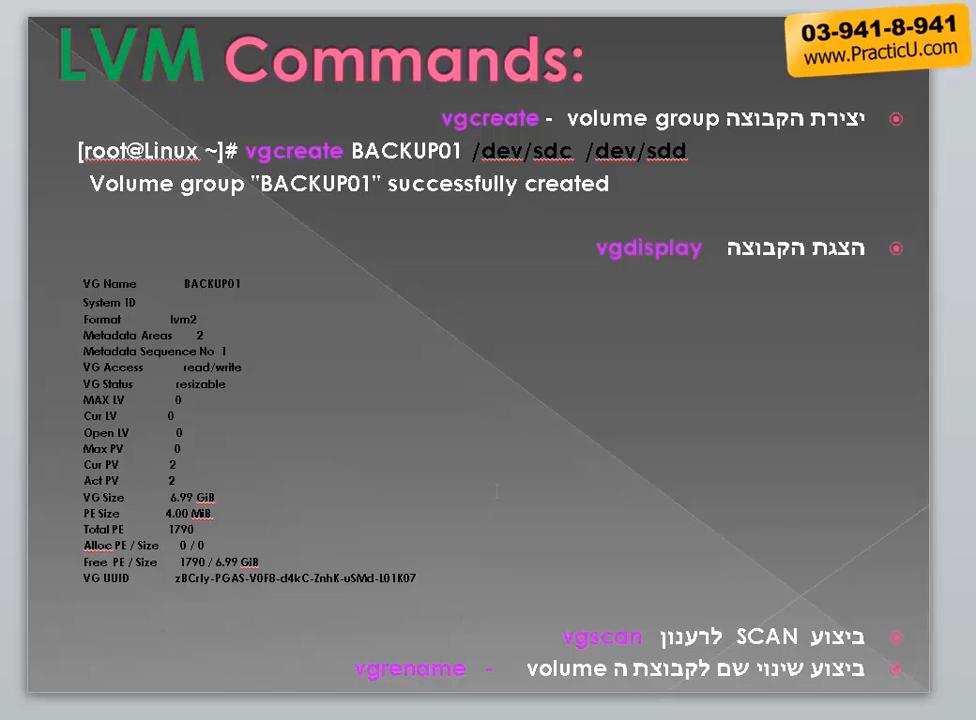 03-941-8-941
www.PracticU.com
LVM Commands:
יצירת הקבוצה volume group - vgcreate
[root@Linux ~]# vgcreate BACKUP01 /dev/sdc /dev/sdd
Volume group "BACKUP01" successfully created
הצגת הקבוצה vgdisplay
VG Name BACKUP01
System ID
Format lvm2
Metadata Areas 2
Metadata Sequence No 1
VG Access read/write
VG Status resizable
MAX LV 0
Cur LV 0
Open LV 0
Max PV 0
Cur PV 2
Act PV 2
VG Size 6.99 GiB
PE Size 4.00 MiB
Total PE 1790
Alloc PE / Size 0 / 0
Free PE / Size 1790 / 6.99 GiB
VG UUID zBCrly-PGAS-V0F8-d4kC-ZnhK-uSMd-L01K07
ביצוע SCAN לרענון vgscan
ביצוע שינוי שם לקבוצת ה volume - vgrename